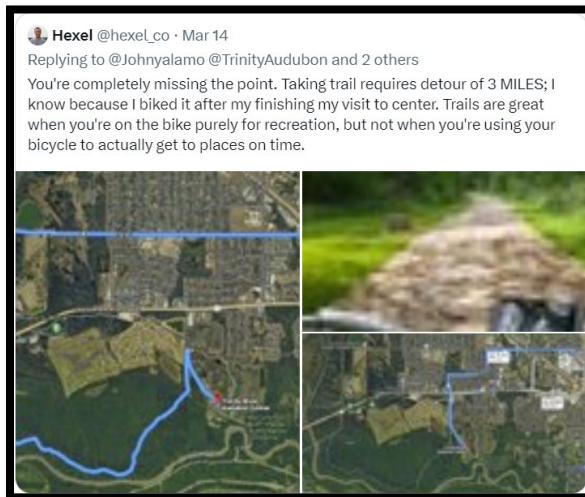 Hexel @hexel_co · Mar 14
Replying to @Johnyalamo @TrinityAudubon and 2 others
You're completely missing the point. Taking trail requires detour of 3 MILES; I
know because I biked it after my finishing my visit to center. Trails are great
when you're on the bike purely for recreation, but not when you're using your
bicycle to actually get to places on time.